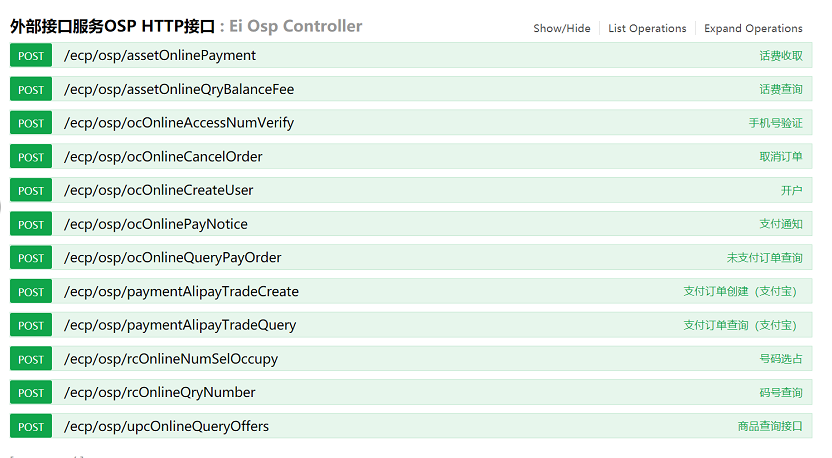 外部接口服务OSP HTTP接口 : Ei Osp Controller Show/Hide List Operations Expand Operations
POST /ecp/osp/assetOnlinePayment 话费收取
POST /ecp/osp/assetOnlineQryBalanceFee 话费查询
POST /ecp/osp/ocOnlineAccessNumVerify 手机号验证
POST /ecp/osp/ocOnlineCancelOrder 取消订单
POST /ecp/osp/ocOnlineCreateUser 开户
POST /ecp/osp/ocOnlinePayNotice 支付通知
POST /ecp/osp/ocOnlineQueryPayOrder 未支付订单查询
POST /ecp/osp/paymentAlipayTradeCreate 支付订单创建（支付宝）
POST /ecp/osp/paymentAlipayTradeQuery 支付订单查询（支付宝）
POST /ecp/osp/rcOnlineNumSelOccupy 号码选占
POST /ecp/osp/rcOnlineQryNumber 码号查询
POST /ecp/osp/upcOnlineQueryOffers 商品查询接口